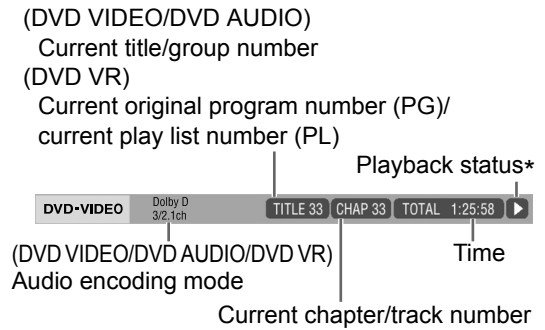 (DVD VIDEO/DVD AUDIO)
Current title/group number
(DVD VR)
Current original program number (PG)/
current play list number (PL)
Playback status*
DVD-VIDEO Dolby D TITLE 33 CHAP 33 TOTAL 1:25:58
3/2.1ch
(DVD VIDEO/DVD AUDIO/DVD VR) Time
Audio encoding mode
Current chapter/track number